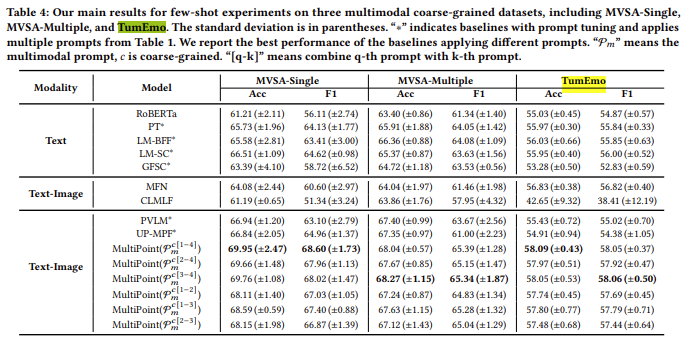 Table 4: Our main results for few-shot experiments on three multimodal coarse-grained datasets, including MVSA-Single,
MVSA-Multiple, and TumEmo. The standard deviation is in parentheses. “∗” indicates baselines with prompt tuning and applies
multiple prompts from Table 1. We report the best performance of the baselines applying different prompts. “𝒫m” means the
multimodal prompt, c is coarse-grained. “[q-k]” means combine q-th prompt with k-th prompt.
Modality Model MVSA-Single MVSA-Multiple TumEmo
Acc F1 Acc F1 Acc F1
Text
RoBERTa 61.21 (±2.11) 56.11 (±2.74) 63.40 (±0.86) 61.34 (±1.40) 55.03 (±0.45) 54.87 (±0.57)
PT* 65.73 (±1.96) 64.13 (±1.77) 65.91 (±1.88) 64.05 (±1.42) 55.97 (±0.30) 55.84 (±0.33)
LM-BFF* 65.58 (±2.81) 63.41 (±3.00) 66.36 (±0.88) 64.08 (±1.09) 56.03 (±0.66) 55.85 (±0.63)
LM-SC* 66.51 (±1.09) 64.62 (±0.98) 65.37 (±0.87) 63.63 (±1.56) 55.95 (±0.40) 56.00 (±0.52)
GFSC* 63.39 (±4.10) 58.72 (±6.52) 64.72 (±1.18) 63.53 (±0.56) 53.28 (±0.50) 52.83 (±0.59)
Text-Image
MFN 64.08 (±2.44) 60.60 (±2.97) 64.04 (±1.97) 61.46 (±1.98) 56.83 (±0.38) 56.82 (±0.40)
CLMLF 61.19 (±0.65) 51.34 (±3.24) 63.86 (±1.76) 57.95 (±4.32) 42.65 (±9.32) 38.41 (±12.19)
Text-Image
PVLM* 66.94 (±1.20) 63.10 (±2.79) 67.40 (±0.99) 63.67 (±2.56) 55.43 (±0.72) 55.02 (±0.70)
UP-MPF* 66.84 (±2.05) 64.96 (±1.37) 67.35 (±0.97) 61.00 (±2.23) 54.91 (±0.94) 54.38 (±1.05)
MultiPoint(𝒫m c[1−4]) 69.95 (±2.47) 68.60 (±1.73) 68.04 (±0.57) 65.39 (±1.28) 58.09 (±0.43) 58.05 (±0.37)
MultiPoint(𝒫m c[2−4]) 69.66 (±1.48) 67.96 (±1.13) 67.67 (±0.85) 65.15 (±1.47) 57.97 (±0.51) 57.92 (±0.47)
MultiPoint(𝒫m c[3−4]) 69.76 (±1.08) 68.02 (±1.47) 68.27 (±1.15) 65.34 (±1.87) 58.05 (±0.53) 58.06 (±0.50)
MultiPoint(𝒫m c[1−2]) 68.11 (±1.40) 67.03 (±1.05) 67.24 (±0.87) 64.83 (±1.34) 57.74 (±0.45) 57.69 (±0.45)
MultiPoint(𝒫m c[1−3]) 68.59 (±0.59) 67.40 (±0.88) 67.63 (±1.15) 65.28 (±1.32) 57.80 (±0.77) 57.79 (±0.71)
MultiPoint(𝒫m c[2−3]) 68.15 (±1.98) 66.87 (±1.39) 67.12 (±1.43) 65.04 (±1.29) 57.48 (±0.68) 57.44 (±0.64)